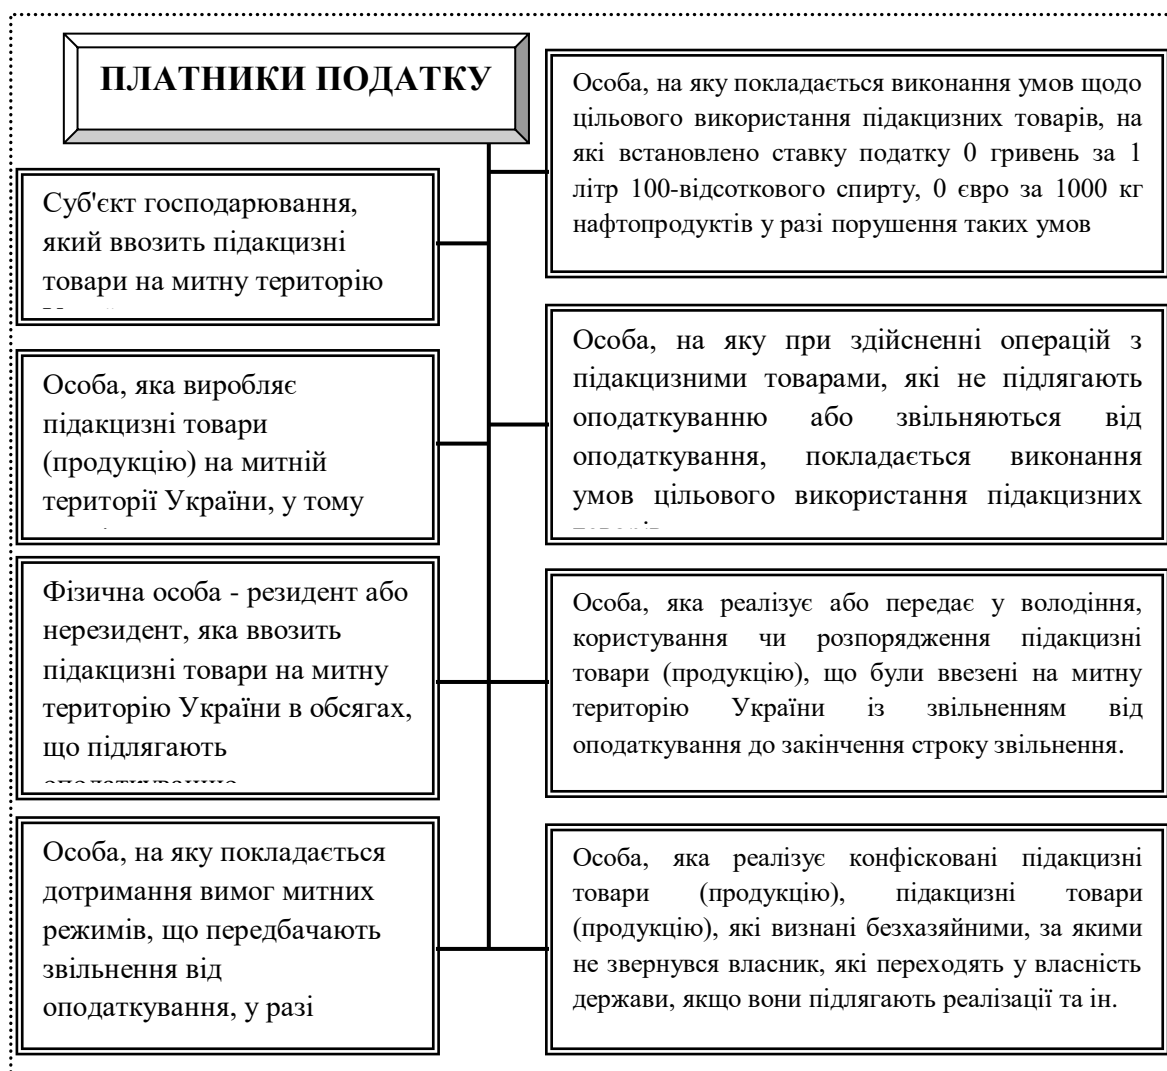 ПЛАТНИКИ ПОДАТКУ
Суб'єкт господарювання,
який ввозить підакцизні
товари на митну територію
Особа, яка виробляє
підакцизні товари
(продукцію) на митній
території України, у тому
Фізична особа - резидент або
нерезидент, яка ввозить
підакцизні товари на митну
територію України в обсягах,
що підлягають
Особа, на яку покладається
дотримання вимог митних
режимів, що передбачають
звільнення від
оподаткування, у разі
Особа, на яку покладається виконання умов щодо
цільового використання підакцизних товарів, на
які встановлено ставку податку 0 гривень за 1
літр 100-відсоткового спирту, 0 євро за 1000 кг
нафтопродуктів у разі порушення таких умов
Особа, на яку при здійсненні операцій з
підакцизними товарами, які не підлягають
оподаткуванню або звільняються від
оподаткування, покладається виконання
умов цільового використання підакцизних
Особа, яка реалізує або передає у володіння,
користування чи розпорядження підакцизні
товари (продукцію), що були ввезені на митну
територію України із звільненням від
оподаткування до закінчення строку звільнення.
Особа, яка реалізує конфісковані підакцизні
товари (продукцію), підакцизні товари
(продукцію), які визнані безхазяйними, за якими
не звернувся власник, які переходять у власність
держави, якщо вони підлягають реалізації та ін.